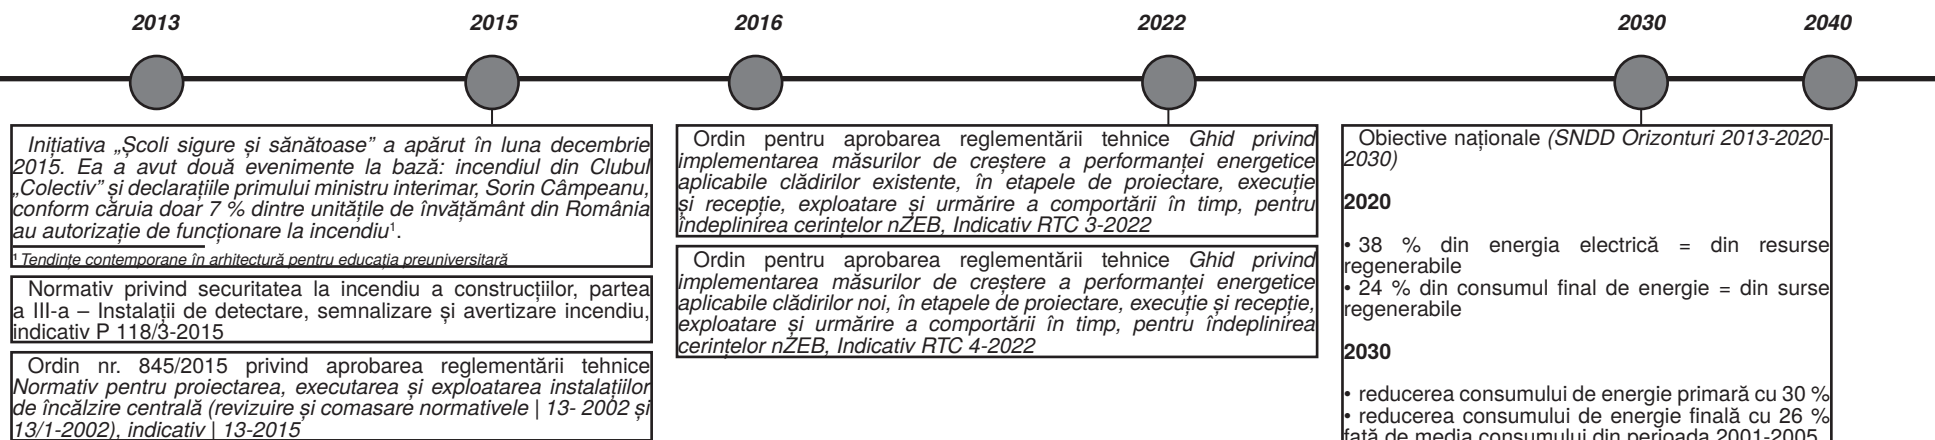 2013 2015 2016 2022 2030 2040
Inițiativa „Școli sigure și sănătoase” a apărut în luna decembrie
2015. Ea a avut două evenimente la bază: incendiul din Clubul
„Colectiv” și declarațiile primului ministru interimar, Sorin Câmpeanu,
conform căruia doar 7 % dintre unitățile de învățământ din România
au autorizație de funcționare la incendiu¹.
¹ Tendințe contemporane în arhitectură pentru educația preuniversitară
Normativ privind securitatea la incendiu a construcțiilor, partea
a III-a – Instalații de detectare, semnalizare și avertizare incendiu,
indicativ P 118/3-2015
Ordin nr. 845/2015 privind aprobarea reglementării tehnice
Normativ pentru proiectarea, executarea și exploatarea instalațiilor
de încălzire centrală (revizuire și comasare normativele | 13- 2002 și
13/1-2002), indicativ | 13-2015
Ordin pentru aprobarea reglementării tehnice Ghid privind
implementarea măsurilor de creștere a performanței energetice
aplicabile clădirilor existente, în etapele de proiectare, execuție
și recepție, exploatare și urmărire a comportării în timp, pentru
îndeplinirea cerințelor nZEB, Indicativ RTC 3-2022
Ordin pentru aprobarea reglementării tehnice Ghid privind
implementarea măsurilor de creștere a performanței energetice
aplicabile clădirilor noi, în etapele de proiectare, execuție și recepție,
exploatare și urmărire a comportării în timp, pentru îndeplinirea
cerințelor nZEB, Indicativ RTC 4-2022
Obiective naționale (SNDD Orizonturi 2013-2020-
2030)
2020
• 38 % din energia electrică = din resurse
regenerabile
• 24 % din consumul final de energie = din surse
regenerabile
2030
• reducerea consumului de energie primară cu 30 %
• reducerea consumului de energie finală cu 26 %
față de media consumului din perioada 2001-2005